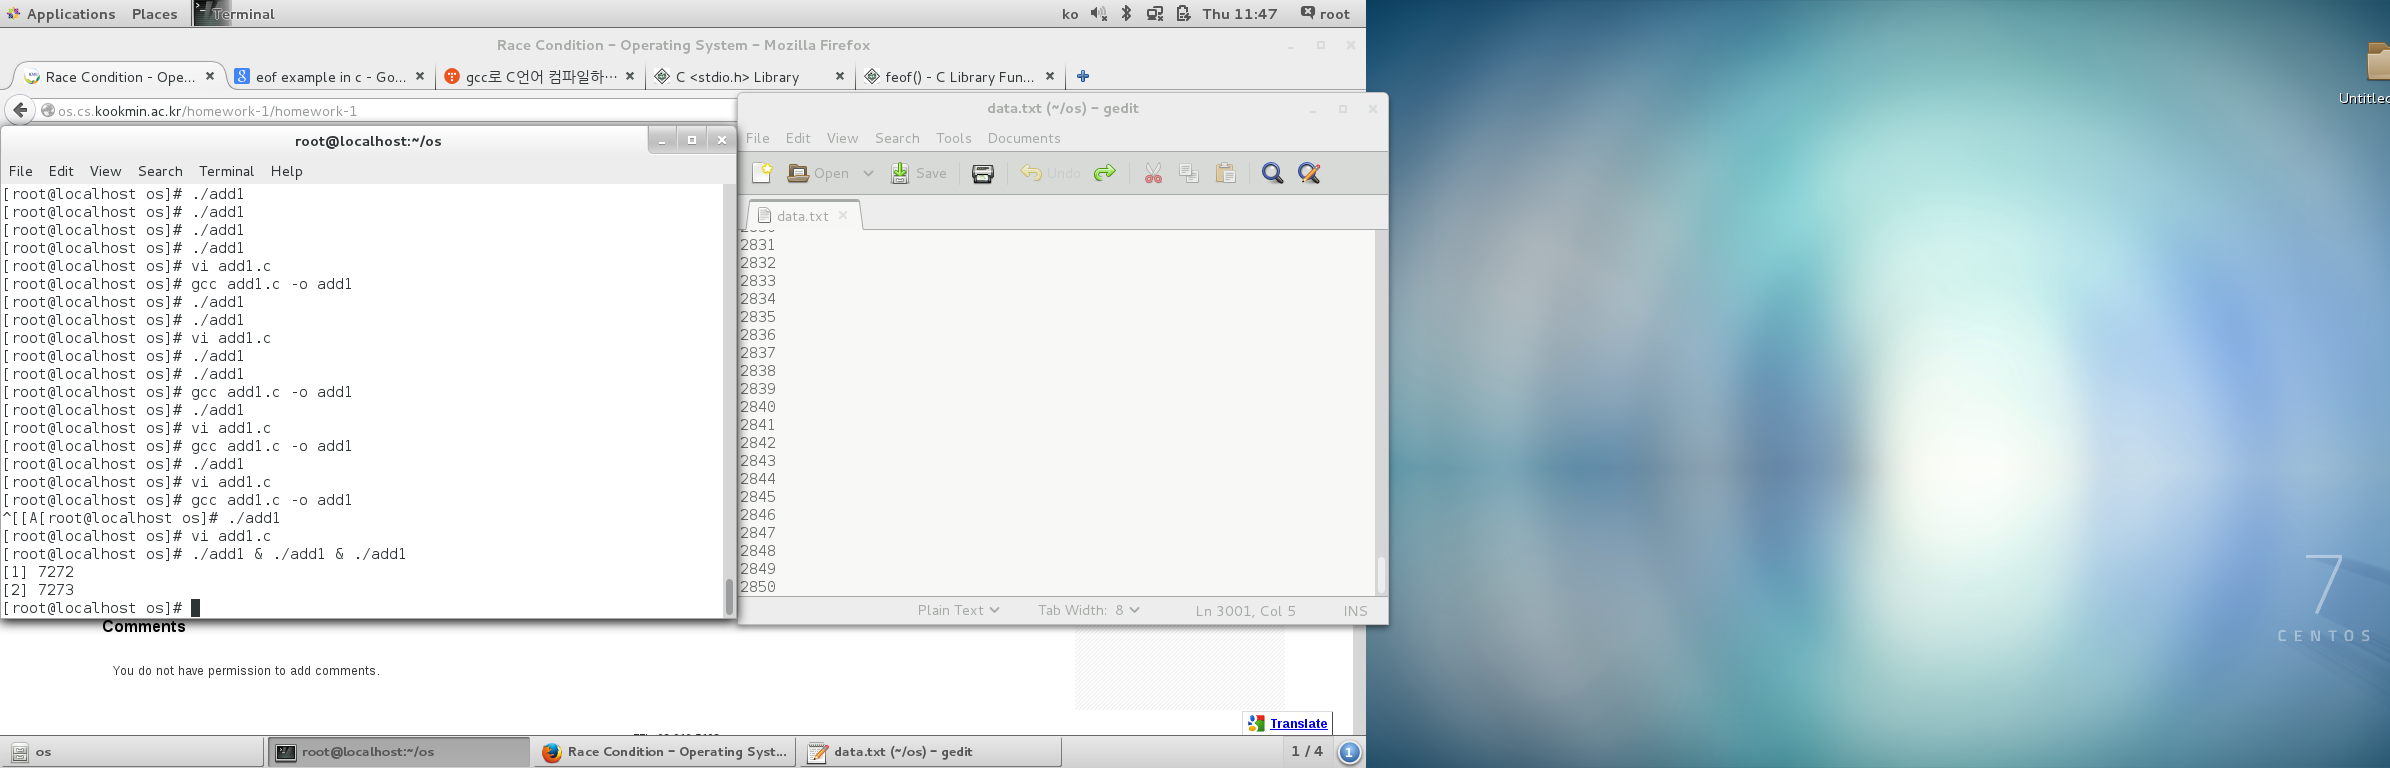 Applications Places Terminal ko Thu 11:47 root
Race Condition - Operating System - Mozilla Firefox
Race Condition - Ope... eof example in c - Go... gcc로 C언어 컴파일하... C <stdio.h> Library feof() - C Library Fun...
os.cs.kookmin.ac.kr/homework-1/homework-1
root@localhost:~/os
File Edit View Search Terminal Help
[root@localhost os]# ./add1
[root@localhost os]# ./add1
[root@localhost os]# ./add1
[root@localhost os]# ./add1
[root@localhost os]# vi add1.c
[root@localhost os]# gcc add1.c -o add1
[root@localhost os]# ./add1
[root@localhost os]# ./add1
[root@localhost os]# vi add1.c
[root@localhost os]# ./add1
[root@localhost os]# ./add1
[root@localhost os]# gcc add1.c -o add1
[root@localhost os]# ./add1
[root@localhost os]# vi add1.c
[root@localhost os]# gcc add1.c -o add1
[root@localhost os]# ./add1
[root@localhost os]# vi add1.c
[root@localhost os]# gcc add1.c -o add1
^[[A[root@localhost os]# ./add1
[root@localhost os]# vi add1.c
[root@localhost os]# ./add1 & ./add1 & ./add1
[1] 7272
[2] 7273
[root@localhost os]#
data.txt (~/os) - gedit
File Edit View Search Tools Documents
Open Save Undo
data.txt
2831
2832
2833
2834
2835
2836
2837
2838
2839
2840
2841
2842
2843
2844
2845
2846
2847
2848
2849
2850
Plain Text Tab Width: 8 Ln 3001, Col 5 INS
Comments
You do not have permission to add comments.
Translate
7
CENTOS
os root@localhost:~/os Race Condition - Operating Syst... data.txt (~/os) - gedit 1 / 4 1